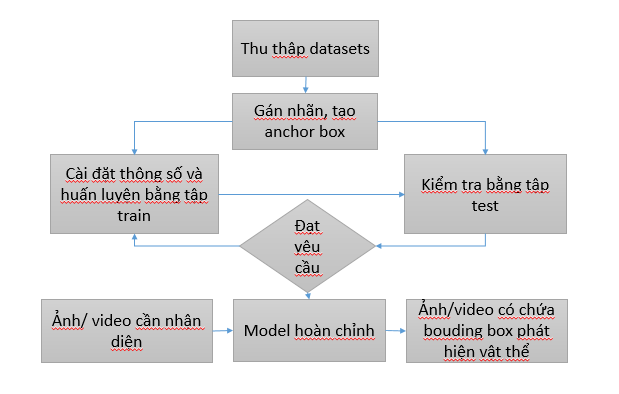 Thu thâp datasets
Gán nhãn, tạo
anchor box
Cài đặt thông số và
huấn luyện bằng tập
train
Kiểm tra bằng tập
test
Đạt
yêu
cầu
Ảnh/ video cần nhận
diện
Model hoàn chỉnh
Ảnh/video có chứa
bouding box phát
hiện vật thể